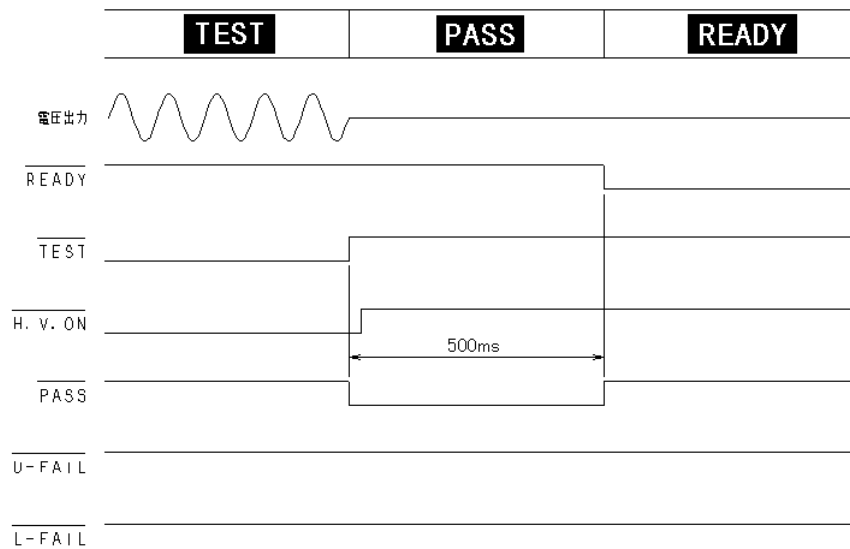 TEST PASS READY
電圧出力
READY
TEST
H.V.ON
500ms
PASS
U-FAIL
L-FAIL